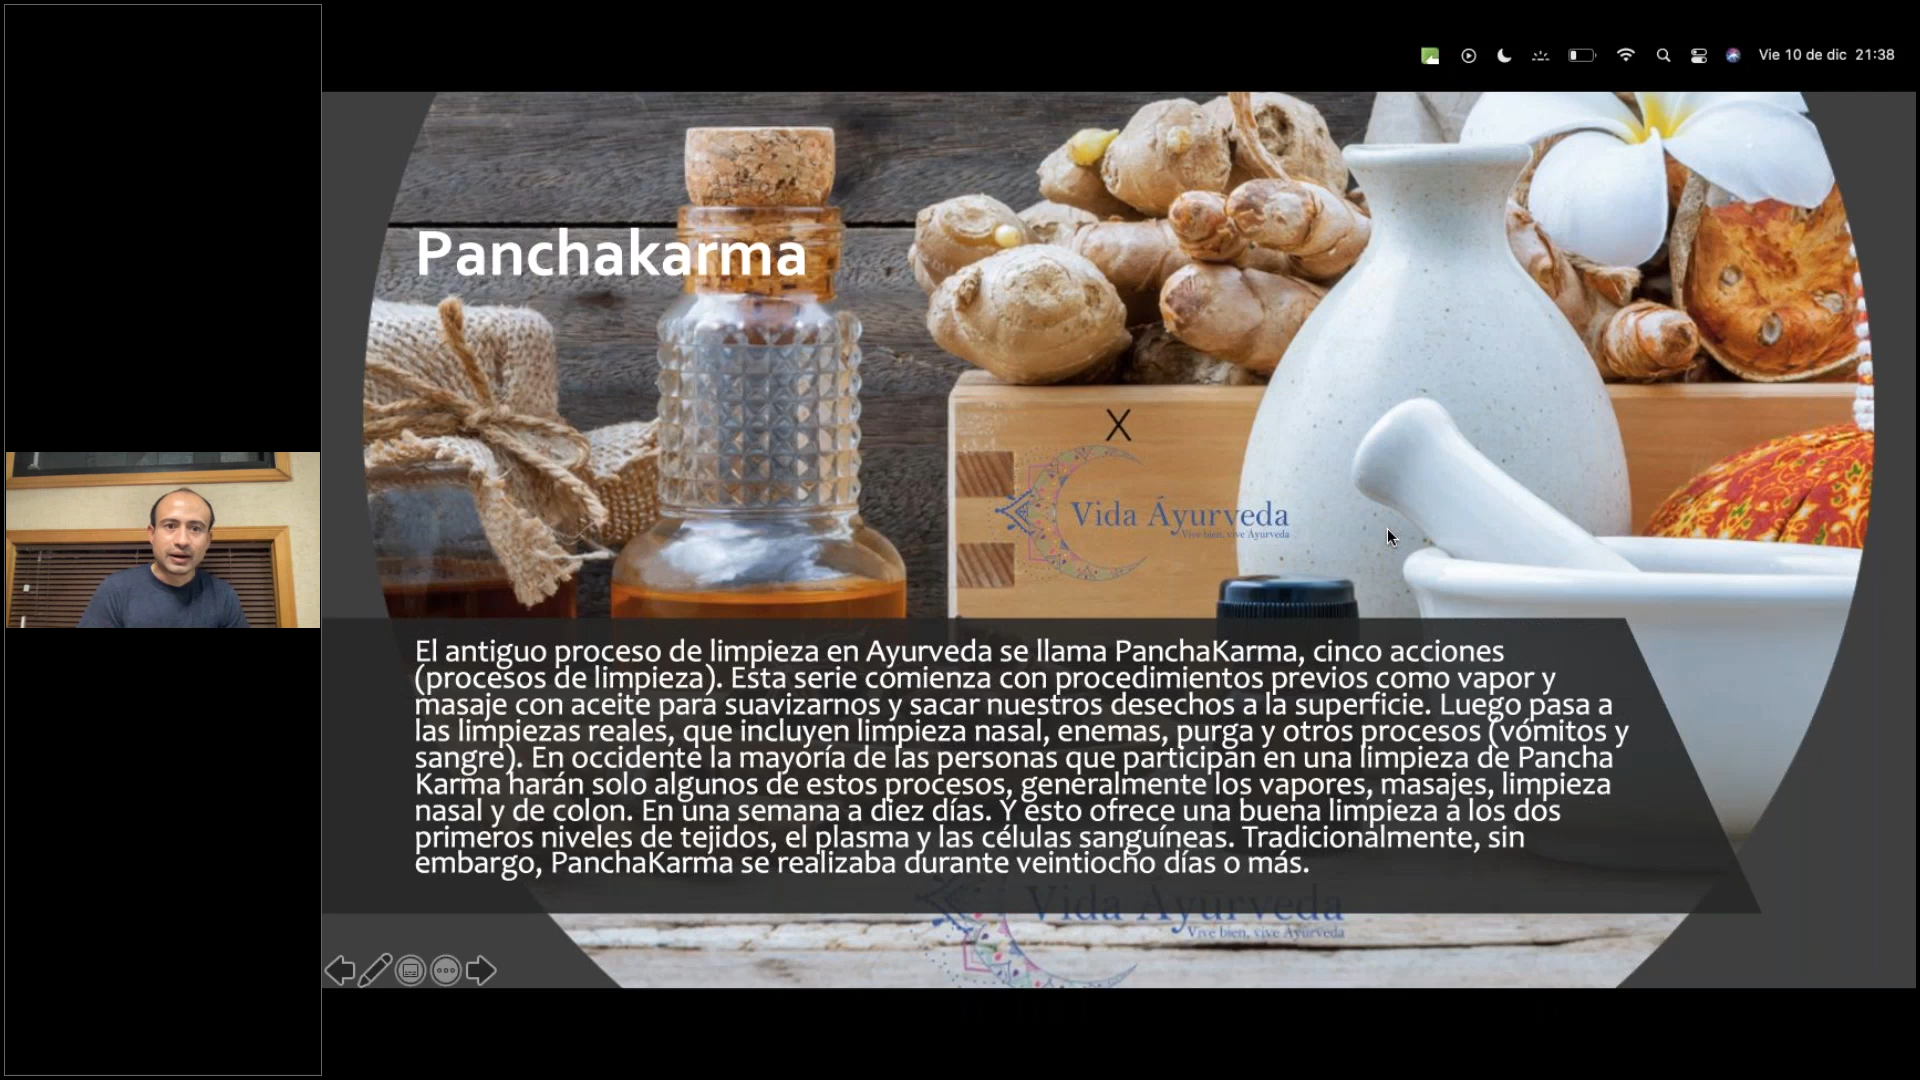 Vie 10 de dic 21:38
Panchakarma
X
Vida Áyurveda
Vive bien, vive Ayurveda
El antiguo proceso de limpieza en Ayurveda se llama PanchaKarma, cinco acciones
(procesos de limpieza). Esta serie comienza con procedimientos previos como vapor y
masaje con aceite para suavizarnos y sacar nuestros desechos a la superficie. Luego pasa a
las limpiezas reales, que incluyen limpieza nasal, enemas, purga y otros procesos (vómitos y
sangre). En occidente la mayoría de las personas que participan en una limpieza de Pancha
Karma harán solo algunos de estos procesos, generalmente los vapores, masajes, limpieza
nasal y de colon. En una semana a diez días. Y esto ofrece una buena limpieza a los dos
primeros niveles de tejidos, el plasma y las células sanguíneas. Tradicionalmente, sin
embargo, PanchaKarma se realizaba durante veintiocho días o más.
Vida Áyurveda
Vive bien, vive Ayurveda